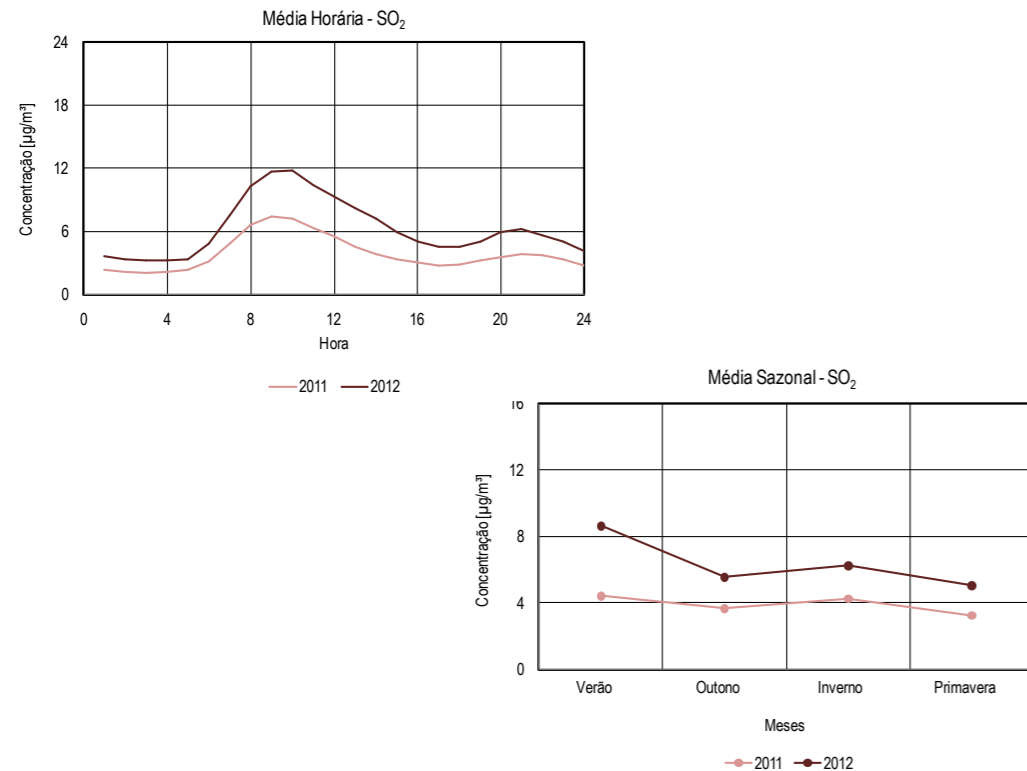 Média Horária - SO₂
24
18
12
6
0
Concentração [µg/m³]
0 4 8 12 16 20 24
Hora
2011 2012
Média Sazonal - SO₂
16
12
8
4
0
Concentração [µg/m³]
Verão Outono Inverno Primavera
Meses
2011 2012